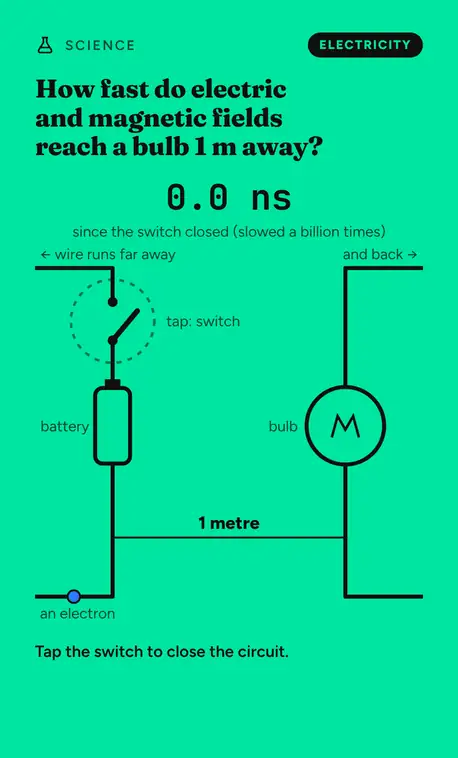 SCIENCE
ELECTRICITY
How fast do electric
and magnetic fields
reach a bulb 1 m away?
0.0 ns
since the switch closed (slowed a billion times)
← wire runs far away
and back →
tap: switch
battery
bulb
1 metre
an electron
Tap the switch to close the circuit.